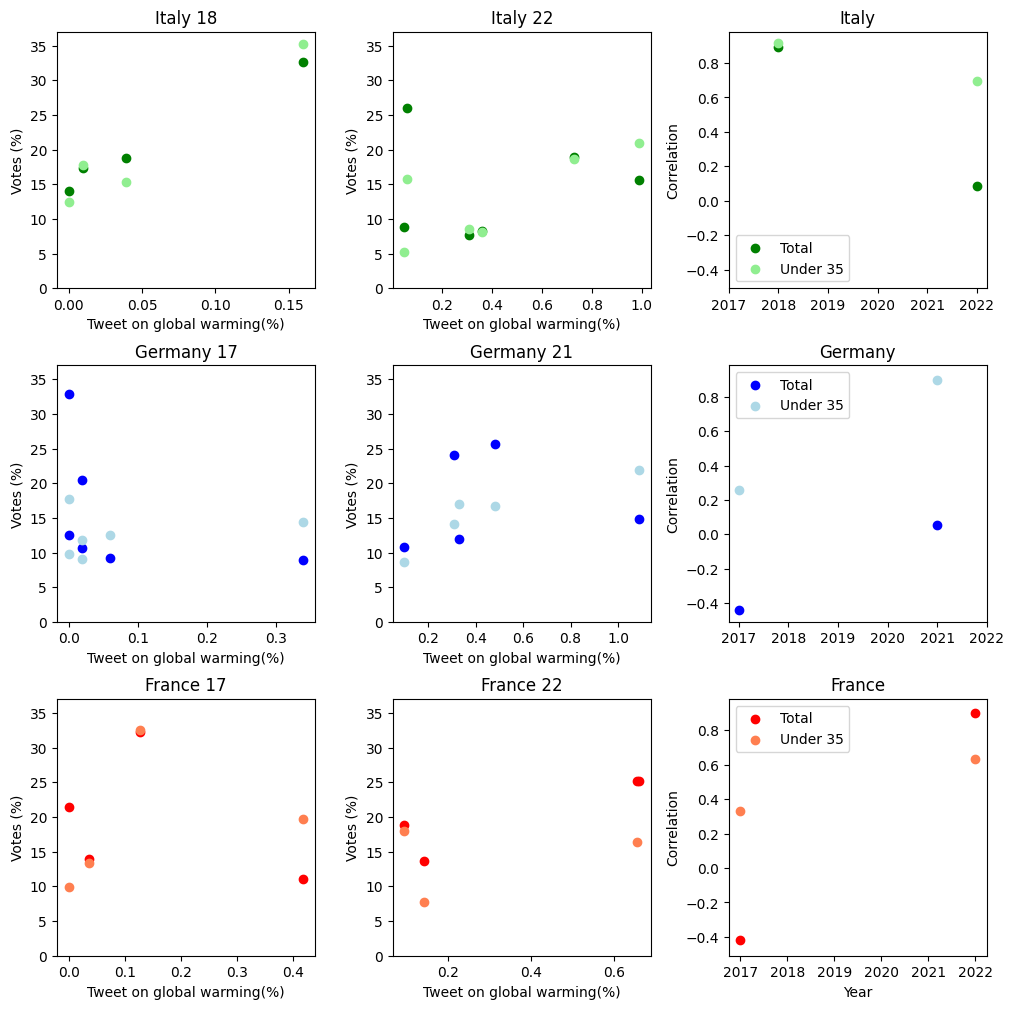 Italy 18
Votes (%)
35
30
25
20
15
10
5
0
0.00 0.05 0.10 0.15
Tweet on global warming(%)
Italy 22
Votes (%)
35
30
25
20
15
10
5
0
0.2 0.4 0.6 0.8 1.0
Tweet on global warming(%)
Italy
Correlation
0.8
0.6
0.4
0.2
0.0
−0.2
−0.4
Total
Under 35
2017 2018 2019 2020 2021 2022
Germany 17
Votes (%)
35
30
25
20
15
10
5
0
0.0 0.1 0.2 0.3
Tweet on global warming(%)
Germany 21
Votes (%)
35
30
25
20
15
10
5
0
0.2 0.4 0.6 0.8 1.0
Tweet on global warming(%)
Germany
Correlation
Total
Under 35
0.8
0.6
0.4
0.2
0.0
−0.2
−0.4
2017 2018 2019 2020 2021 2022
France 17
Votes (%)
35
30
25
20
15
10
5
0
0.0 0.1 0.2 0.3 0.4
Tweet on global warming(%)
France 22
Votes (%)
35
30
25
20
15
10
5
0
0.2 0.4 0.6
Tweet on global warming(%)
France
Correlation
Total
Under 35
0.8
0.6
0.4
0.2
0.0
−0.2
−0.4
2017 2018 2019 2020 2021 2022
Year